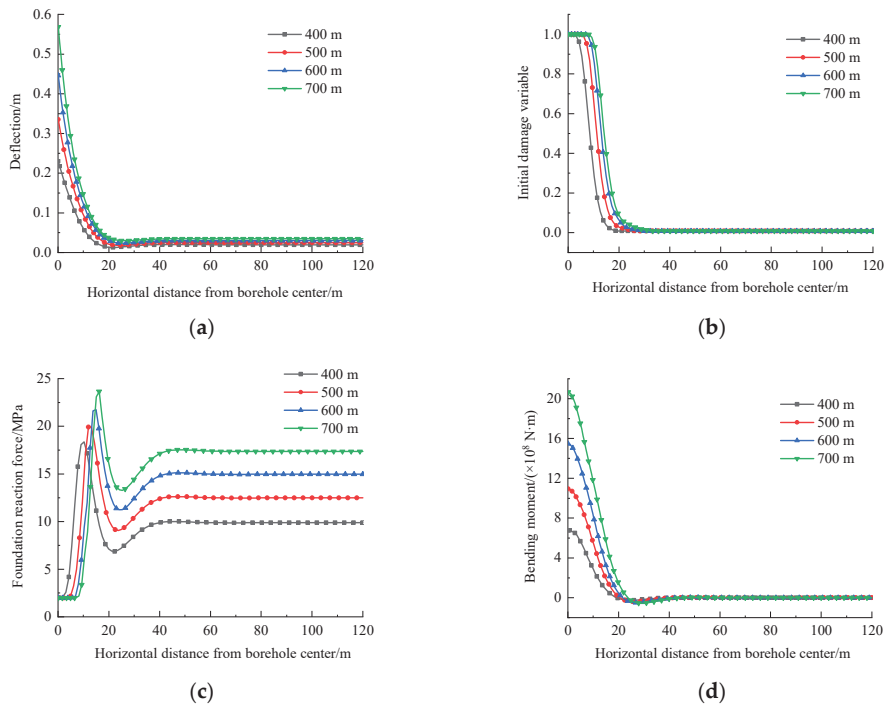 0.6
0.5
0.4
0.3
0.2
0.1
0.0
Deflection/m
400 m
500 m
600 m
700 m
0 20 40 60 80 100 120
Horizontal distance from borehole center/m
(a)
1.0
0.8
0.6
0.4
0.2
0.0
Initial damage variable
400 m
500 m
600 m
700 m
0 20 40 60 80 100 120
Horizontal distance from borehole center/m
(b)
25
20
15
10
5
0
Foundation reaction force/MPa
400 m
500 m
600 m
700 m
0 20 40 60 80 100 120
Horizontal distance from borehole center/m
(c)
20
16
12
8
4
0
Bending moment/(×10⁸ N·m)
400 m
500 m
600 m
700 m
0 20 40 60 80 100 120
Horizontal distance from borehole center/m
(d)